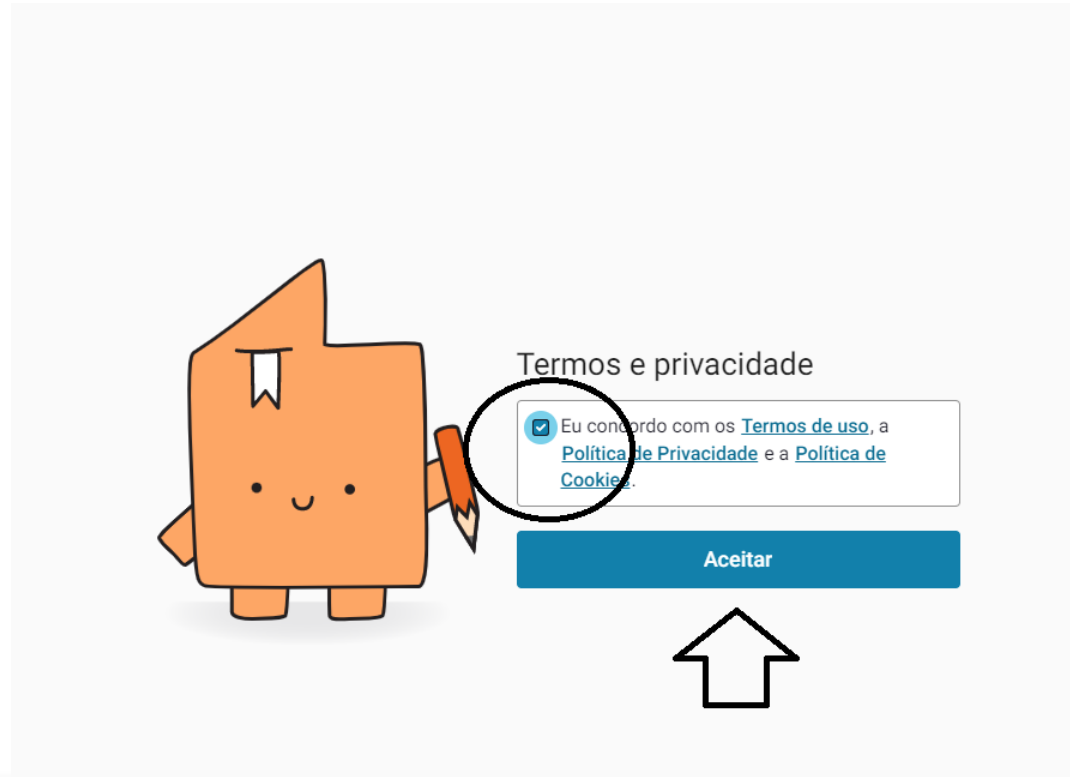 Termos e privacidade
Eu concordo com os Termos de uso, a
Política de Privacidade e a Política de
Cookies.
Aceitar